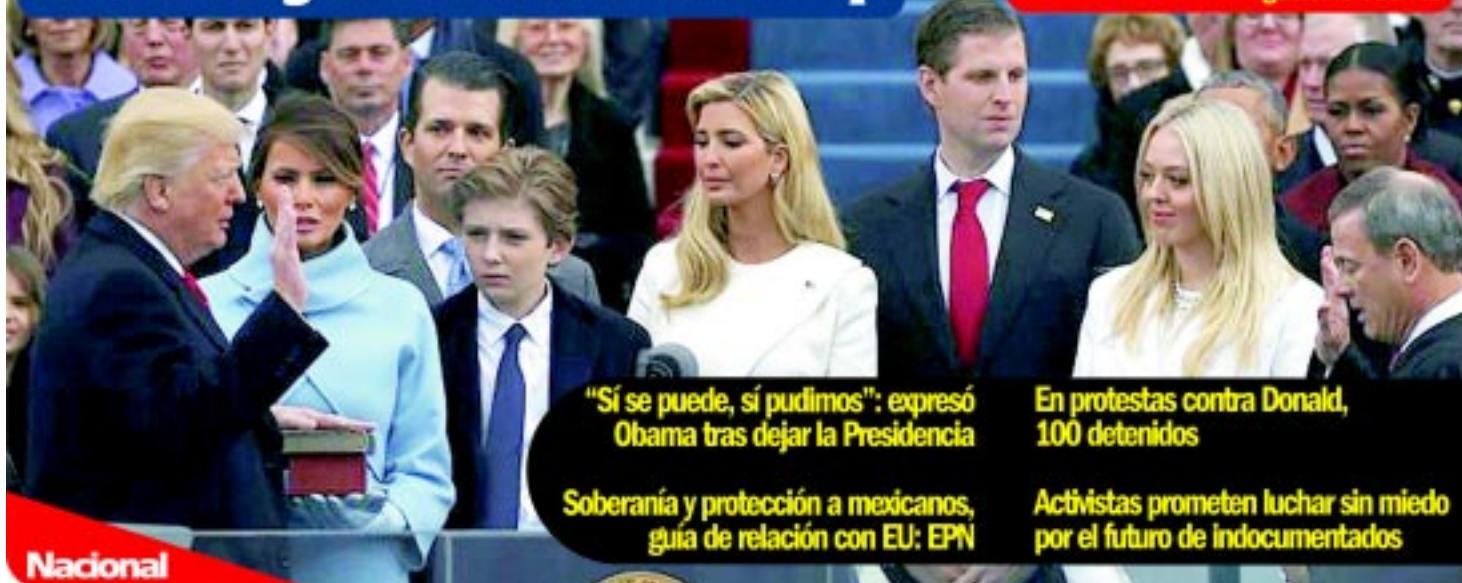 “Sí se puede, sí pudimos”: expresó
Obama tras dejar la Presidencia
Soberanía y protección a mexicanos,
guía de relación con EU: EPN
En protestas contra Donald,
100 detenidos
Activistas prometen luchar sin miedo
por el futuro de indocumentados
Nacional